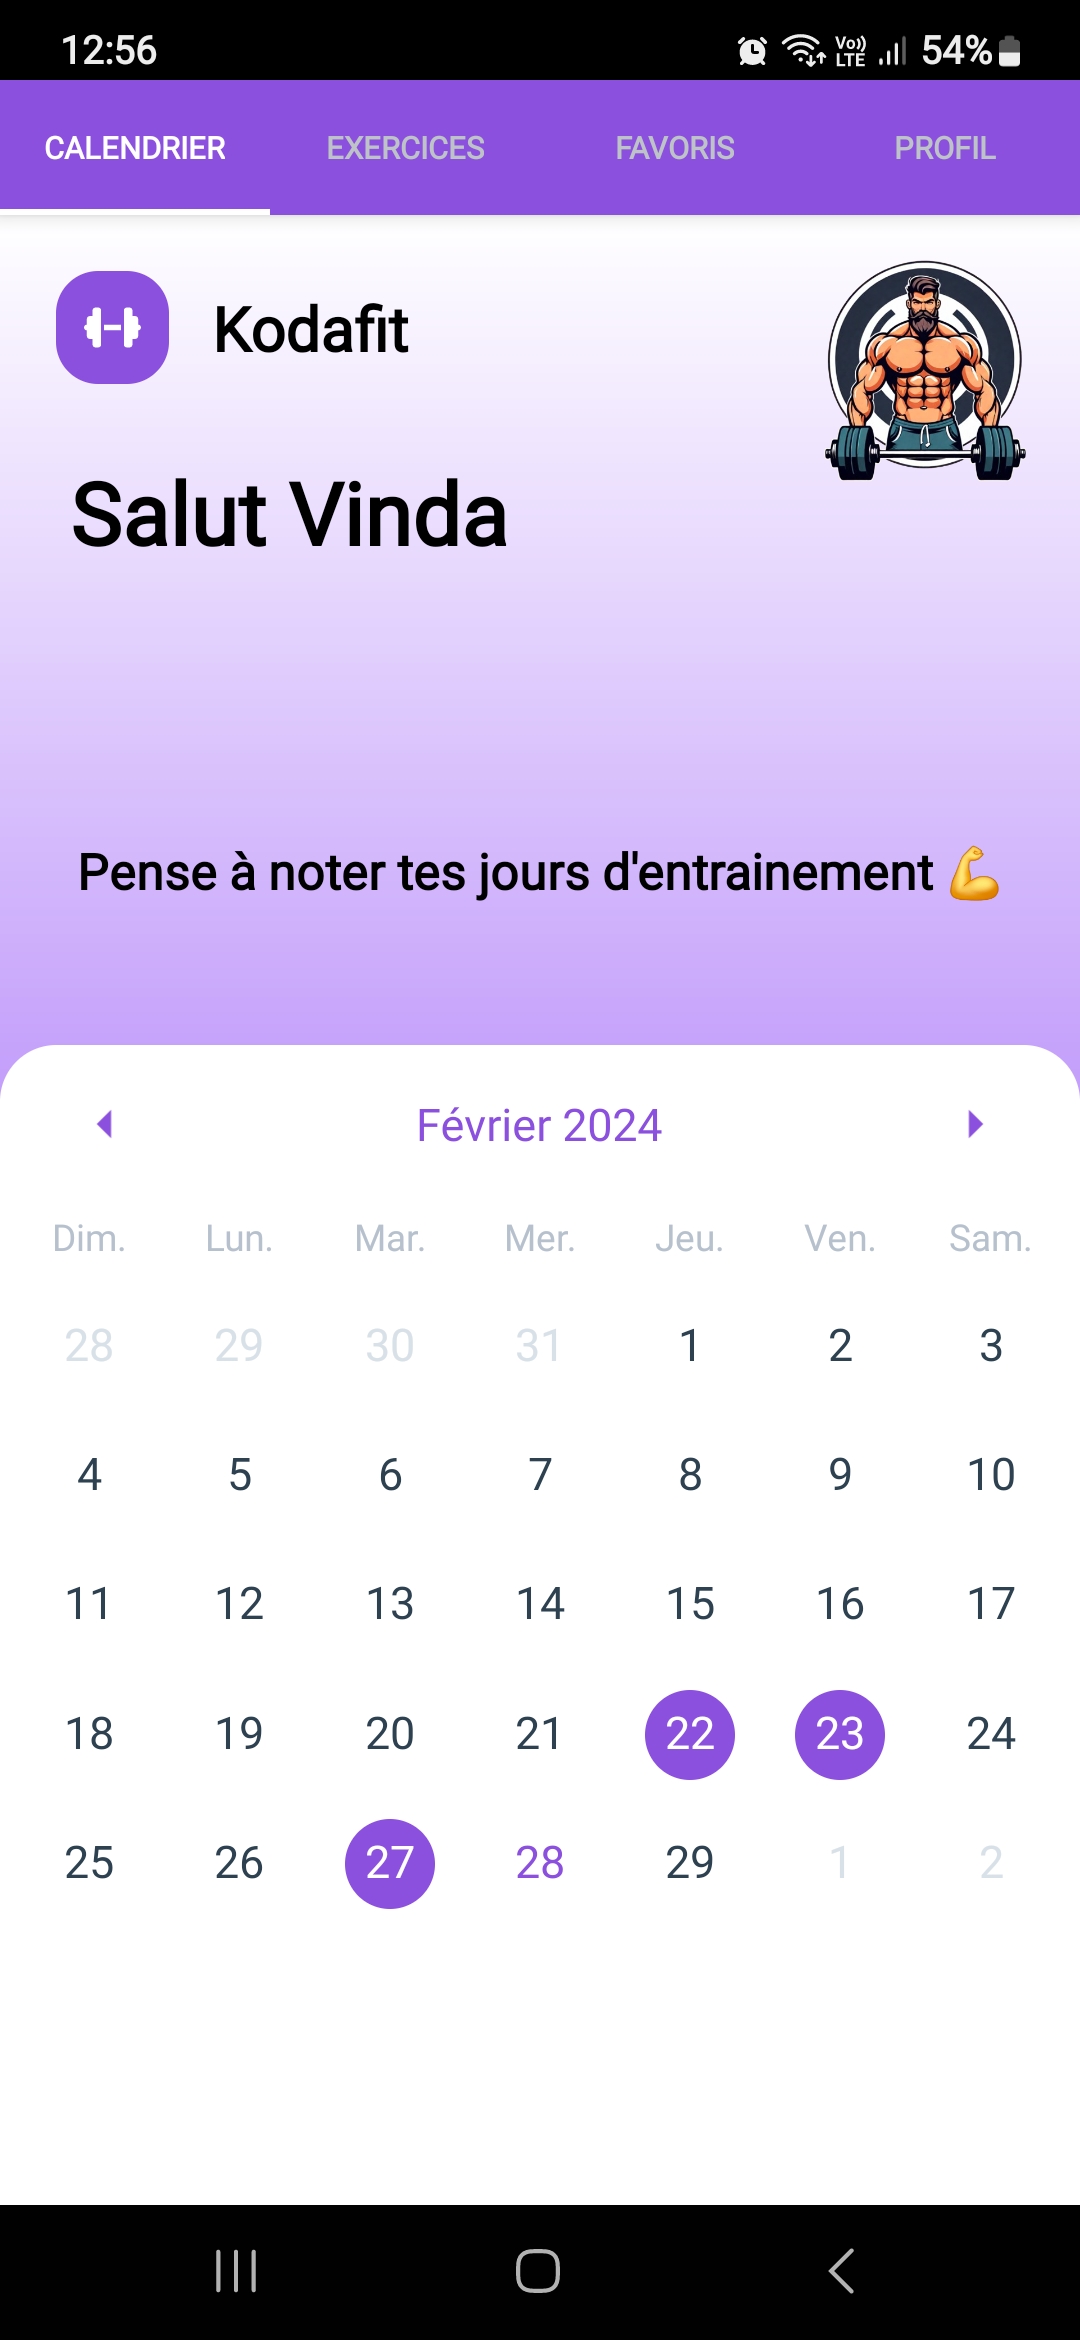 12:56 Vo)) LTE 54%
CALENDRIER EXERCICES FAVORIS PROFIL
Kodafit
Salut Vinda
Pense à noter tes jours d'entrainement 💪
Février 2024
Dim. Lun. Mar. Mer. Jeu. Ven. Sam.
28 29 30 31 1 2 3
4 5 6 7 8 9 10
11 12 13 14 15 16 17
18 19 20 21 22 23 24
25 26 27 28 29 1 2